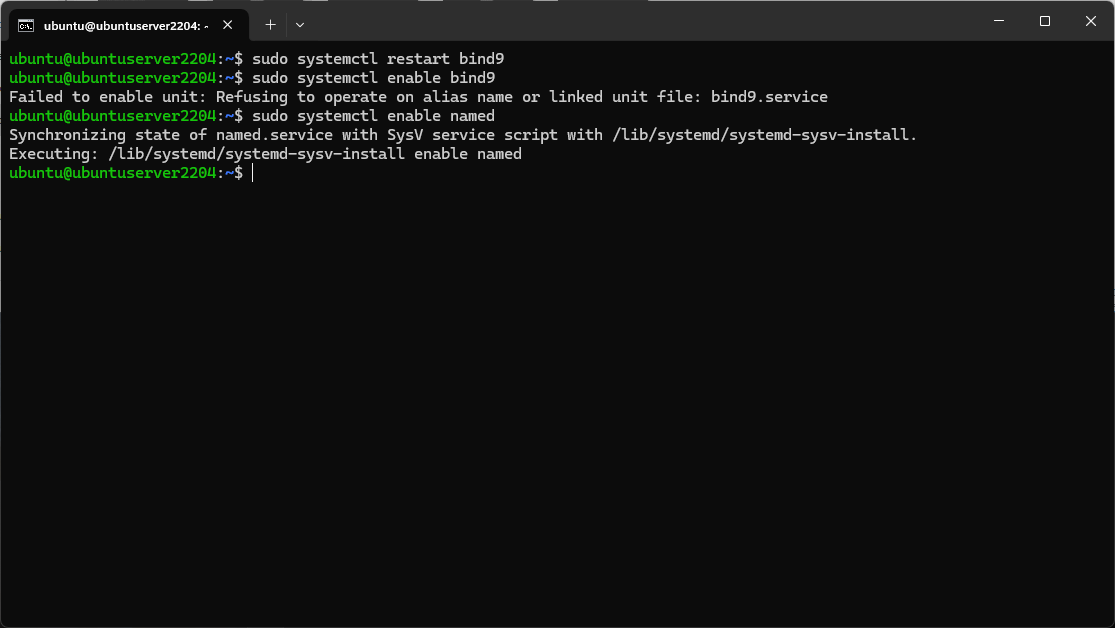 ubuntu@ubuntuserver2204: ~
ubuntu@ubuntuserver2204:~$ sudo systemctl restart bind9
ubuntu@ubuntuserver2204:~$ sudo systemctl enable bind9
Failed to enable unit: Refusing to operate on alias name or linked unit file: bind9.service
ubuntu@ubuntuserver2204:~$ sudo systemctl enable named
Synchronizing state of named.service with SysV service script with /lib/systemd/systemd-sysv-install.
Executing: /lib/systemd/systemd-sysv-install enable named
ubuntu@ubuntuserver2204:~$